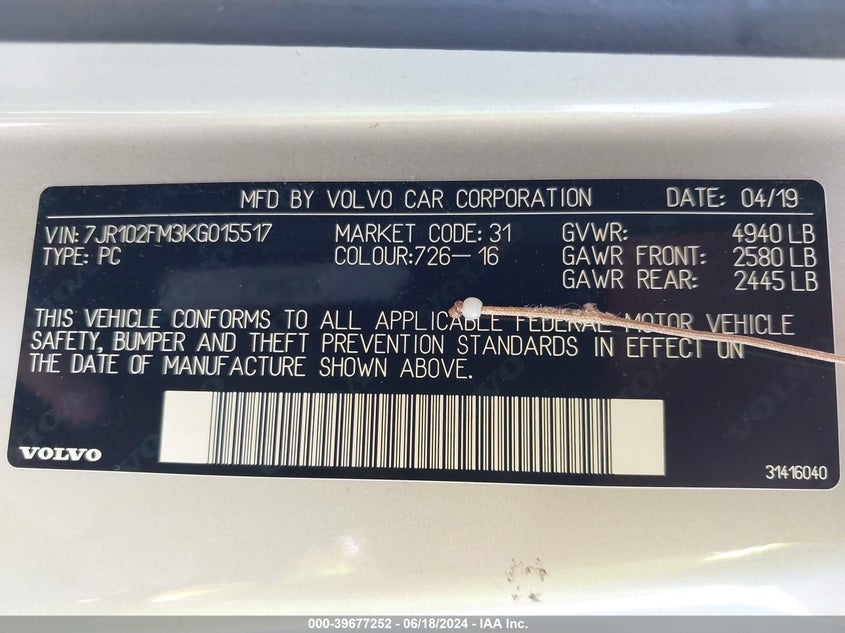 MFD BY VOLVO CAR CORPORATION DATE: 04/19
VIN: 7JR102FM3KG015517 MARKET CODE: 31 GVWR: 4940 LB
TYPE: PC COLOUR:726-16 GAWR FRONT: 2580 LB
GAWR REAR: 2445 LB
THIS VEHICLE CONFORMS TO ALL APPLICABLE FEDERAL MOTOR VEHICLE
SAFETY, BUMPER AND THEFT PREVENTION STANDARDS IN EFFECT ON
THE DATE OF MANUFACTURE SHOWN ABOVE.
VOLVO
31416040
000-39677252 - 06/18/2024 - IAA Inc.